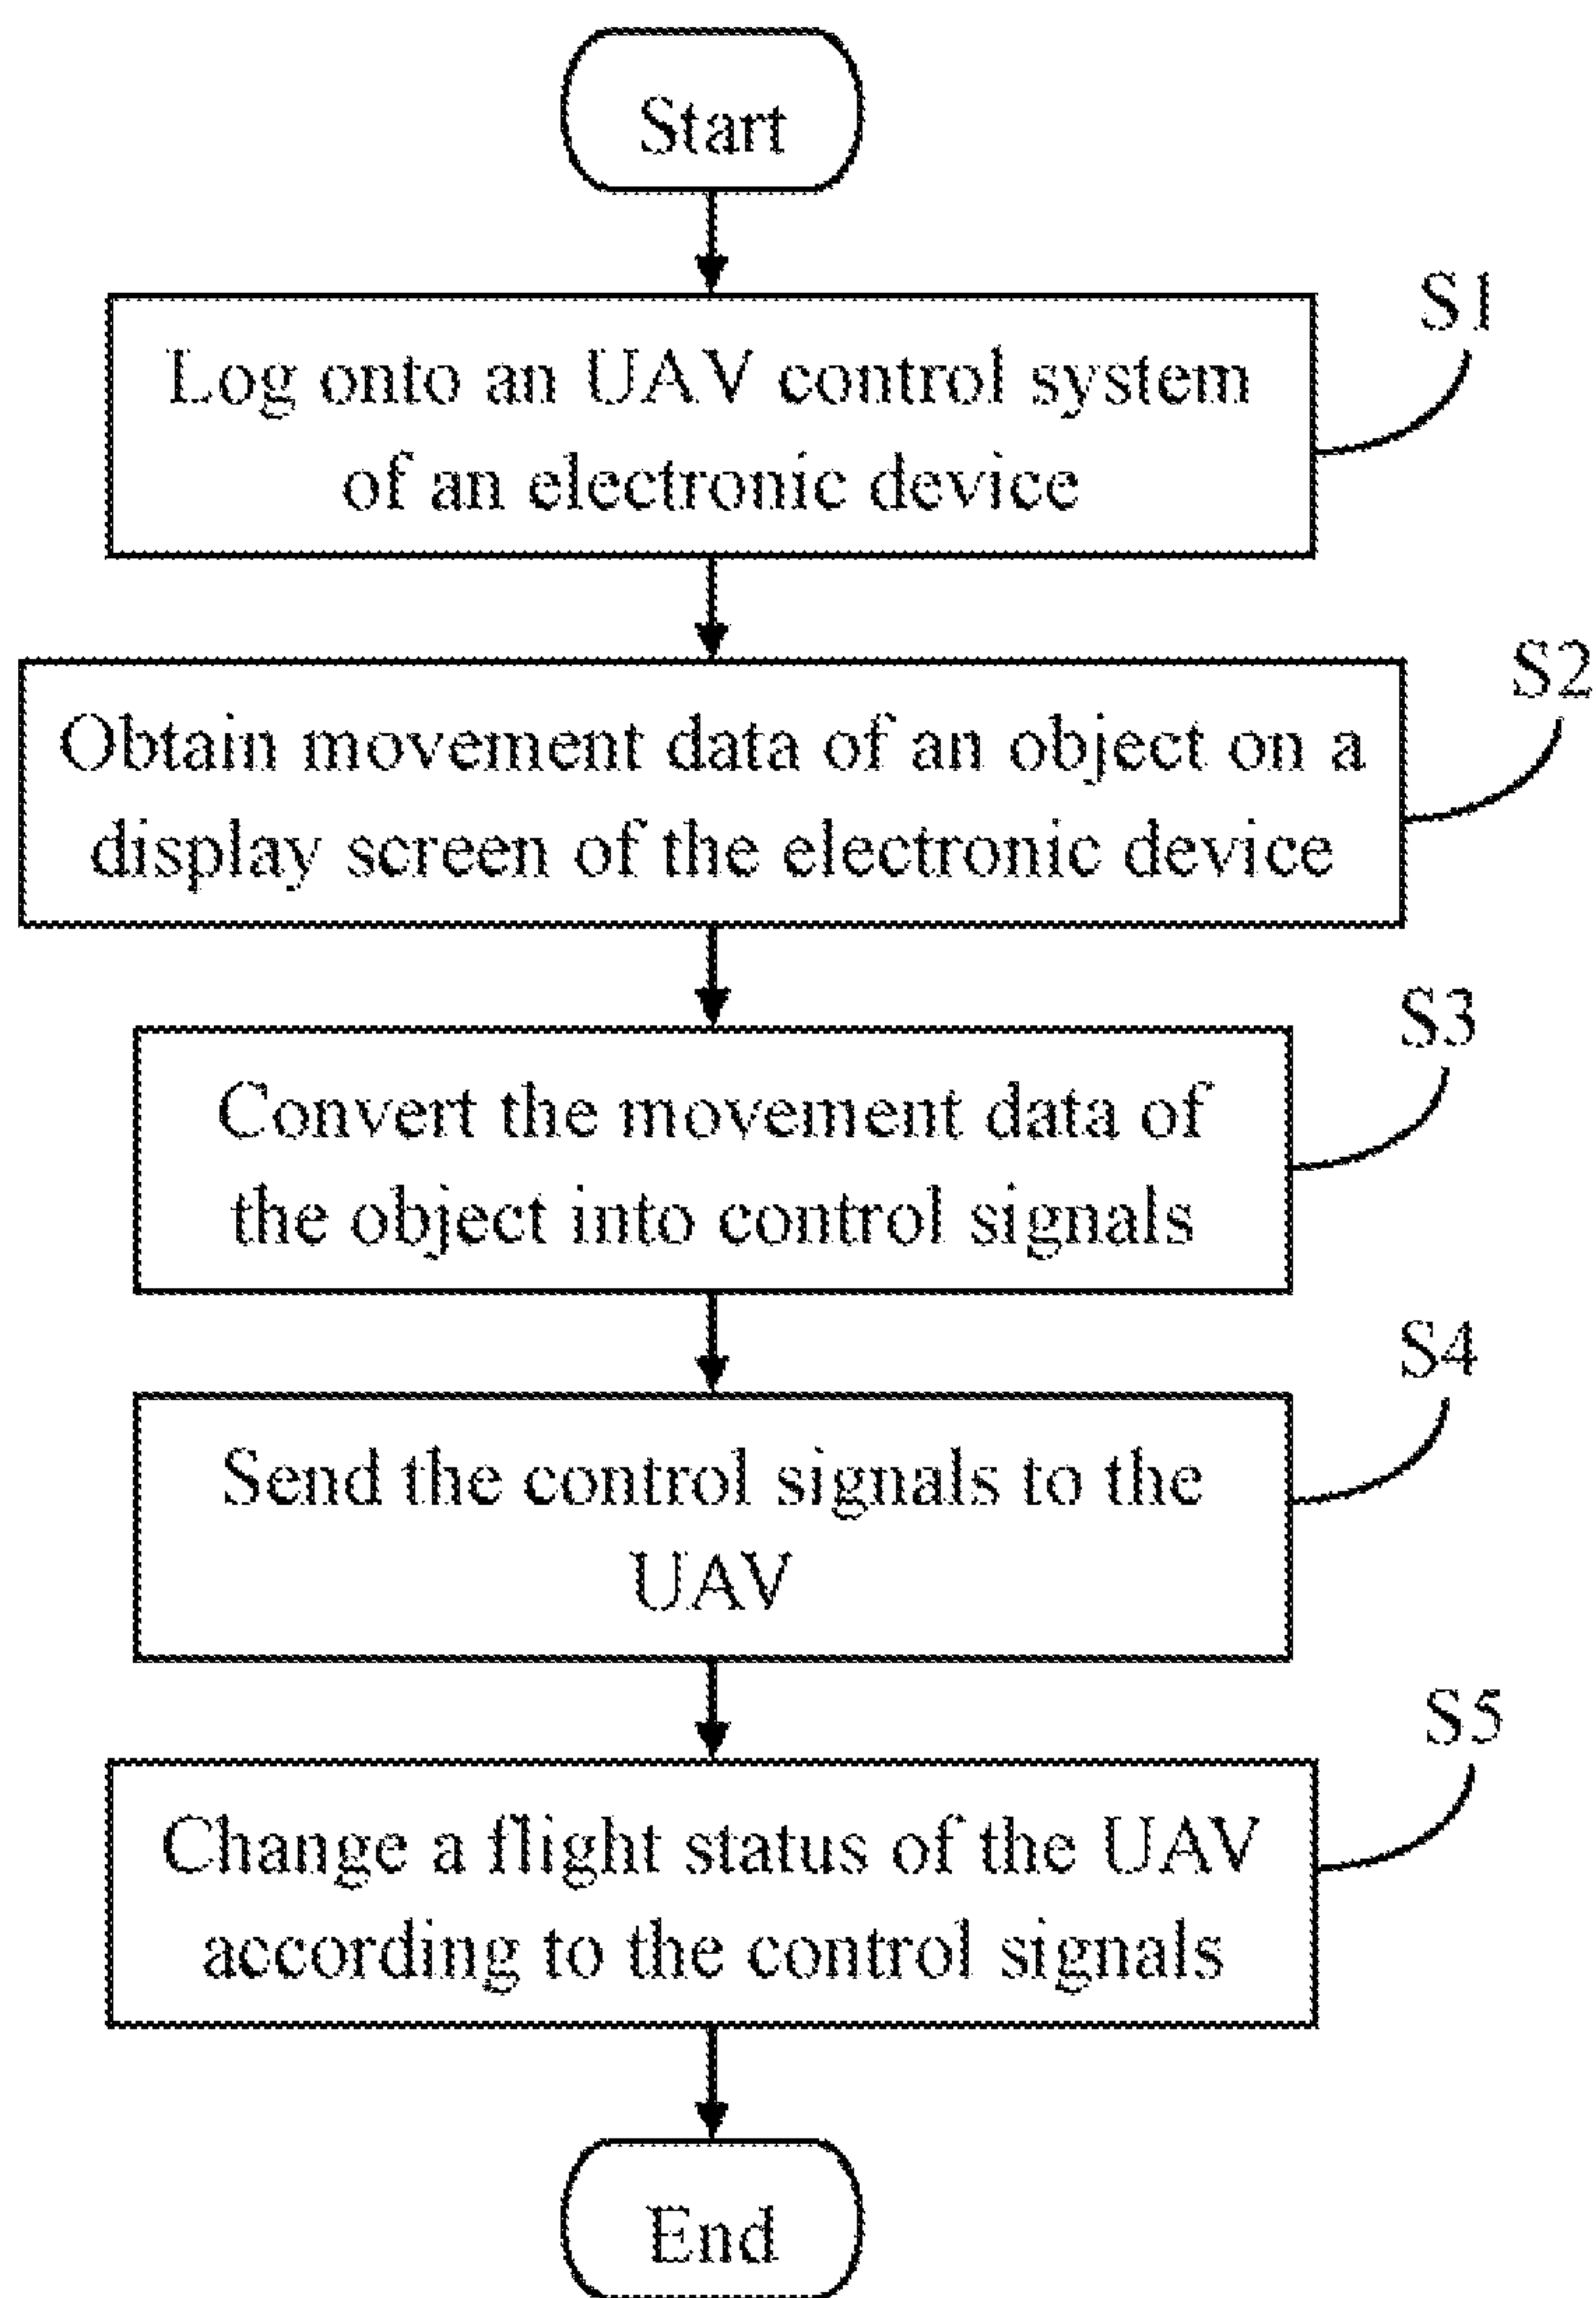 Start
S1
Log onto an UAV control system
of an electronic device
S2
Obtain movement data of an object on a
display screen of the electronic device
S3
Convert the movement data of
the object into control signals
S4
Send the control signals to the
UAV
S5
Change a flight status of the UAV
according to the control signals
End